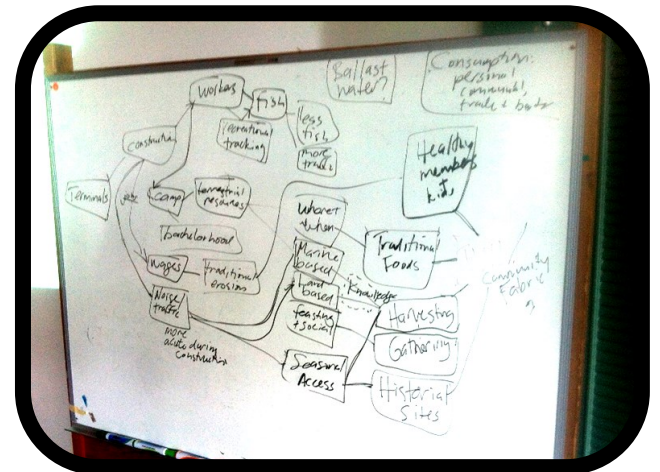 Workers
fish
Ballast
water?
Consumption:
personal
communal,
trade + barter
less
fish
recreational
more
trade
Construction
Healthy
members
+
kids
Terminals
camp
terrestrial
resources
where +
when
bachelorhood
Traditional
Foods
Marine
based
wages
traditional
erosion
Knowledge
Community
Fabric
land
based
Noise/
traffic
Harvesting
feasting
+ social
more
acute during
construction
Gathering
Seasonal
Access
Historical
Sites